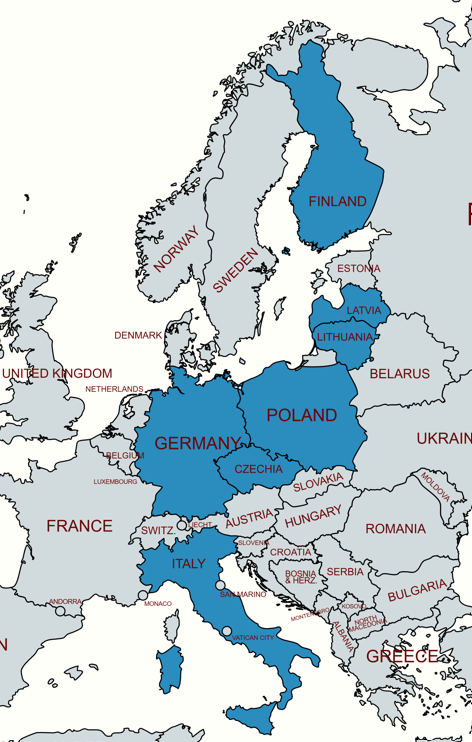 FINLAND
NORWAY
SWEDEN
ESTONIA
LATVIA
DENMARK
LITHUANIA
UNITED KINGDOM
BELARUS
NETHERLANDS
POLAND
GERMANY
UKRAIN
BELGIUM
CZECHIA
LUXEMBOURG
SLOVAKIA
MOLDOVA
FRANCE
SWITZ.
LIECHT.
AUSTRIA
HUNGARY
ROMANIA
SLOVENIA
CROATIA
ITALY
BOSNIA
& HERZ.
SERBIA
BULGARIA
ANDORRA
MONACO
SAN MARINO
MONTENEGRO
KOSOVO
NORTH
MACEDONIA
ALBANIA
VATICAN CITY
N
GREECE